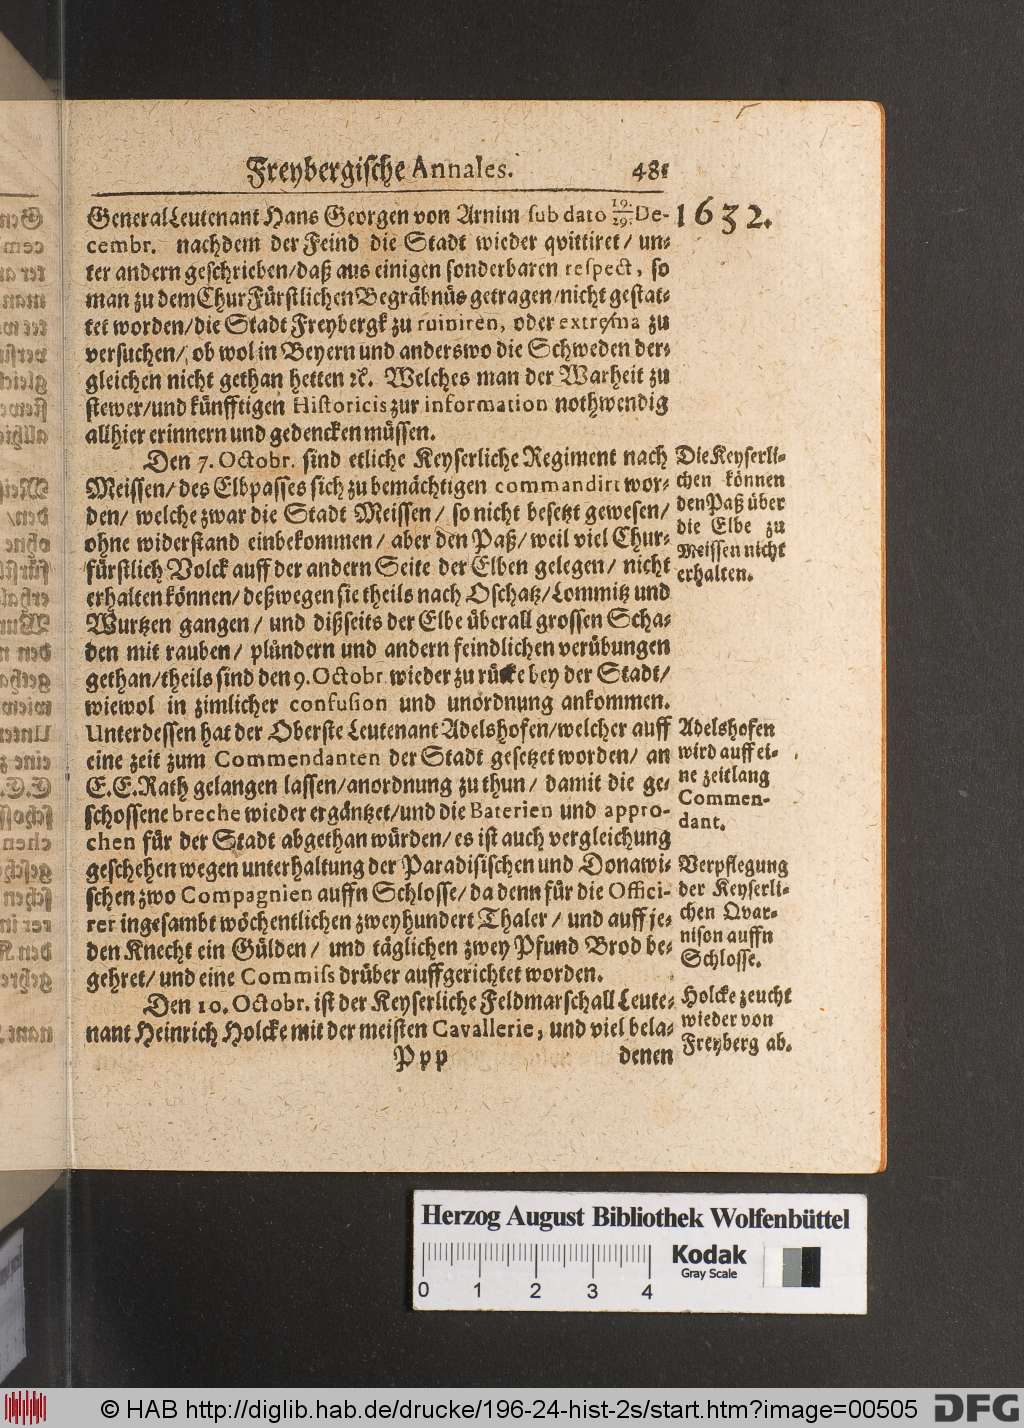 Freybergische Annales. 481
1632.
GeneralLeutenant Hans Georgen von Arnim sub dato 19./29. De-
cembr. nachdem der Feind die Stadt wieder qvittiret/ un-
ter andern geschrieben/daß aus einigen sonderbaren respect, so
man zu dem ChurFürstlichen Begräbnüs getragen/nicht gestat-
tet worden/die Stadt Freybergk zu ruiniren, oder extrema zu
versuchen/ ob wol in Beyern und anderswo die Schweden der-
gleichen nicht gethan hetten ꝛc. Welches man der Warheit zu
stewer/und künfftigen Historicis zur information nothwendig
allhier erinnern und gedencken müssen.
Den 7. Octobr. sind etliche Keyserliche Regiment nach
Meissen/ des Elbpasses sich zu bemächtigen commandirt wor-
den/ welche zwar die Stadt Meissen/ so nicht besetzt gewesen/
ohne widerstand einbekommen/ aber den Paß/ weil viel Chur-
fürstlich Volck auff der andern Seite der Elben gelegen/ nicht
erhalten können/ deßwegen sie theils nach Oschatz/ Lommitz und
Wurtzen gangen/ und dißseits der Elbe überall grossen Scha-
den mit rauben/ plündern und andern feindlichen verübungen
gethan/theils sind den 9. Octobr wieder zu rücke bey der Stadt/
wiewol in zimlicher confusion und unordnung ankommen.
Unterdessen hat der Oberste Leutenant Adelshofen/welcher auff
eine zeit zum Commendanten der Stadt gesetzet worden/ an
E. E. Rath gelangen lassen/anordnung zu thun/ damit die ge-
schossene breche wieder ergäntzet/und die Baterien und appro-
chen für der Stadt abgethan würden/ es ist auch vergleichung
geschehen wegen unterhaltung der Paradisischen und Donawi-
schen zwo Compagnien auffn Schlosse/ da denn für die Offici-
rer ingesambt wöchentlichen zweyhundert Thaler/ und auff je-
den Knecht ein Gülden/ und täglichen zwey Pfund Brod be-
gehret/ und eine Commiss drüber auffgerichtet worden.
Den 10. Octobr. ist der Keyserliche Feldmarschall Leute-
nant Heinrich Holcke mit der meisten Cavallerie, und viel bela-
Ppp denen
Die Keyserli-
chen können
den Paß über
die Elbe zu
Meissen nicht
erhalten.
Adelshofen
wird auff ei-
ne zeitlang
Commen-
dant.
Verpflegung
der Keyserli-
chen Qvar-
nison auffn
Schlosse.
Holcke zeucht
wieder von
Freyberg ab.
Herzog August Bibliothek Wolfenbüttel
0 1 2 3 4
Kodak
Gray Scale
© HAB http://diglib.hab.de/drucke/196-24-hist-2s/start.htm?image=00505
DFG